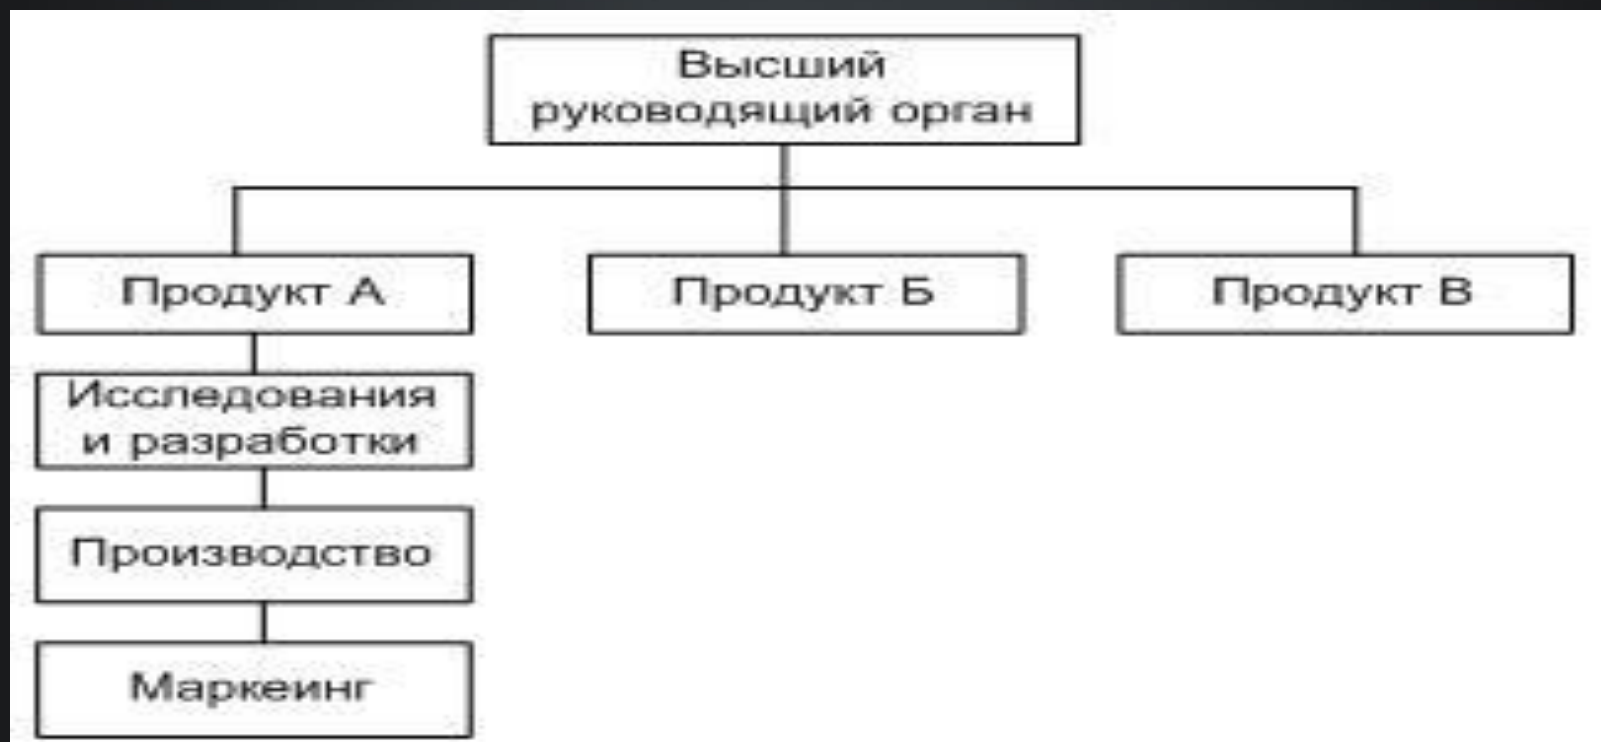 Высший
руководящий орган
Продукт А
Продукт Б
Продукт В
Исследования
и разработки
Производство
Маркеинг